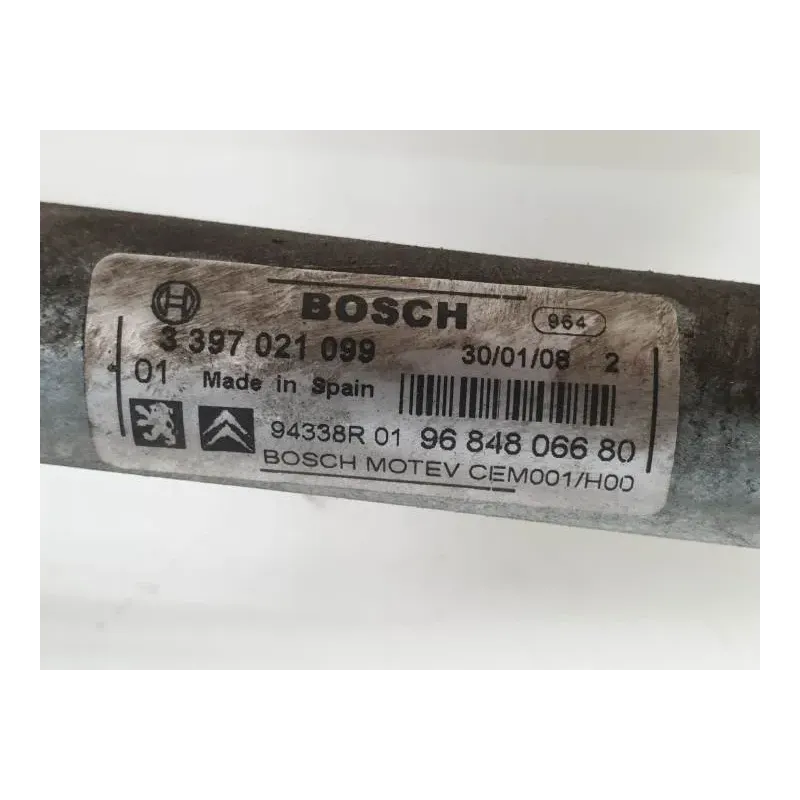 BOSCH 964
3 397 021 099 30/01/08 2
01 Made in Spain
94338R 01 96 848 066 80
BOSCH MOTEV CEM001/H00